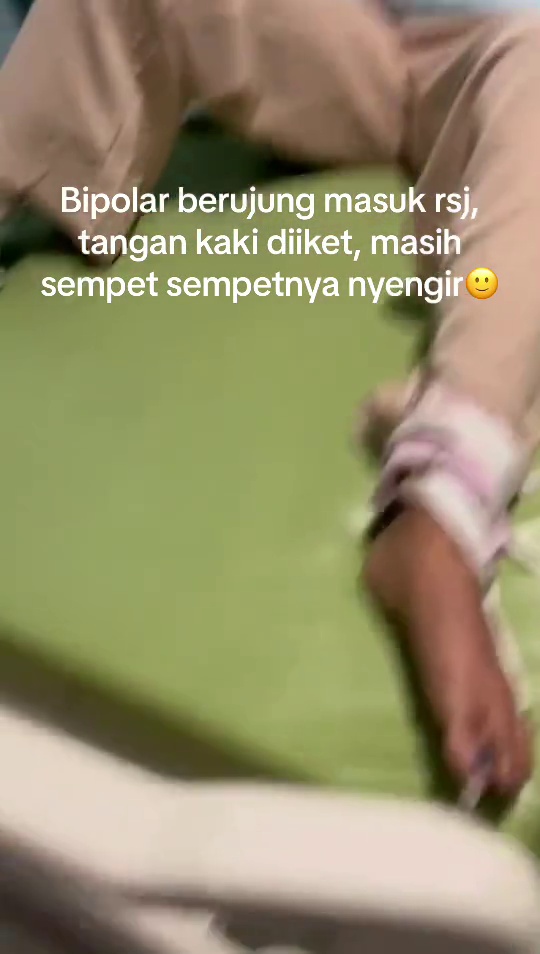 Bipolar berujung masuk rsj,
tangan kaki diiket, masih
sempet sempetnya nyengir🙂